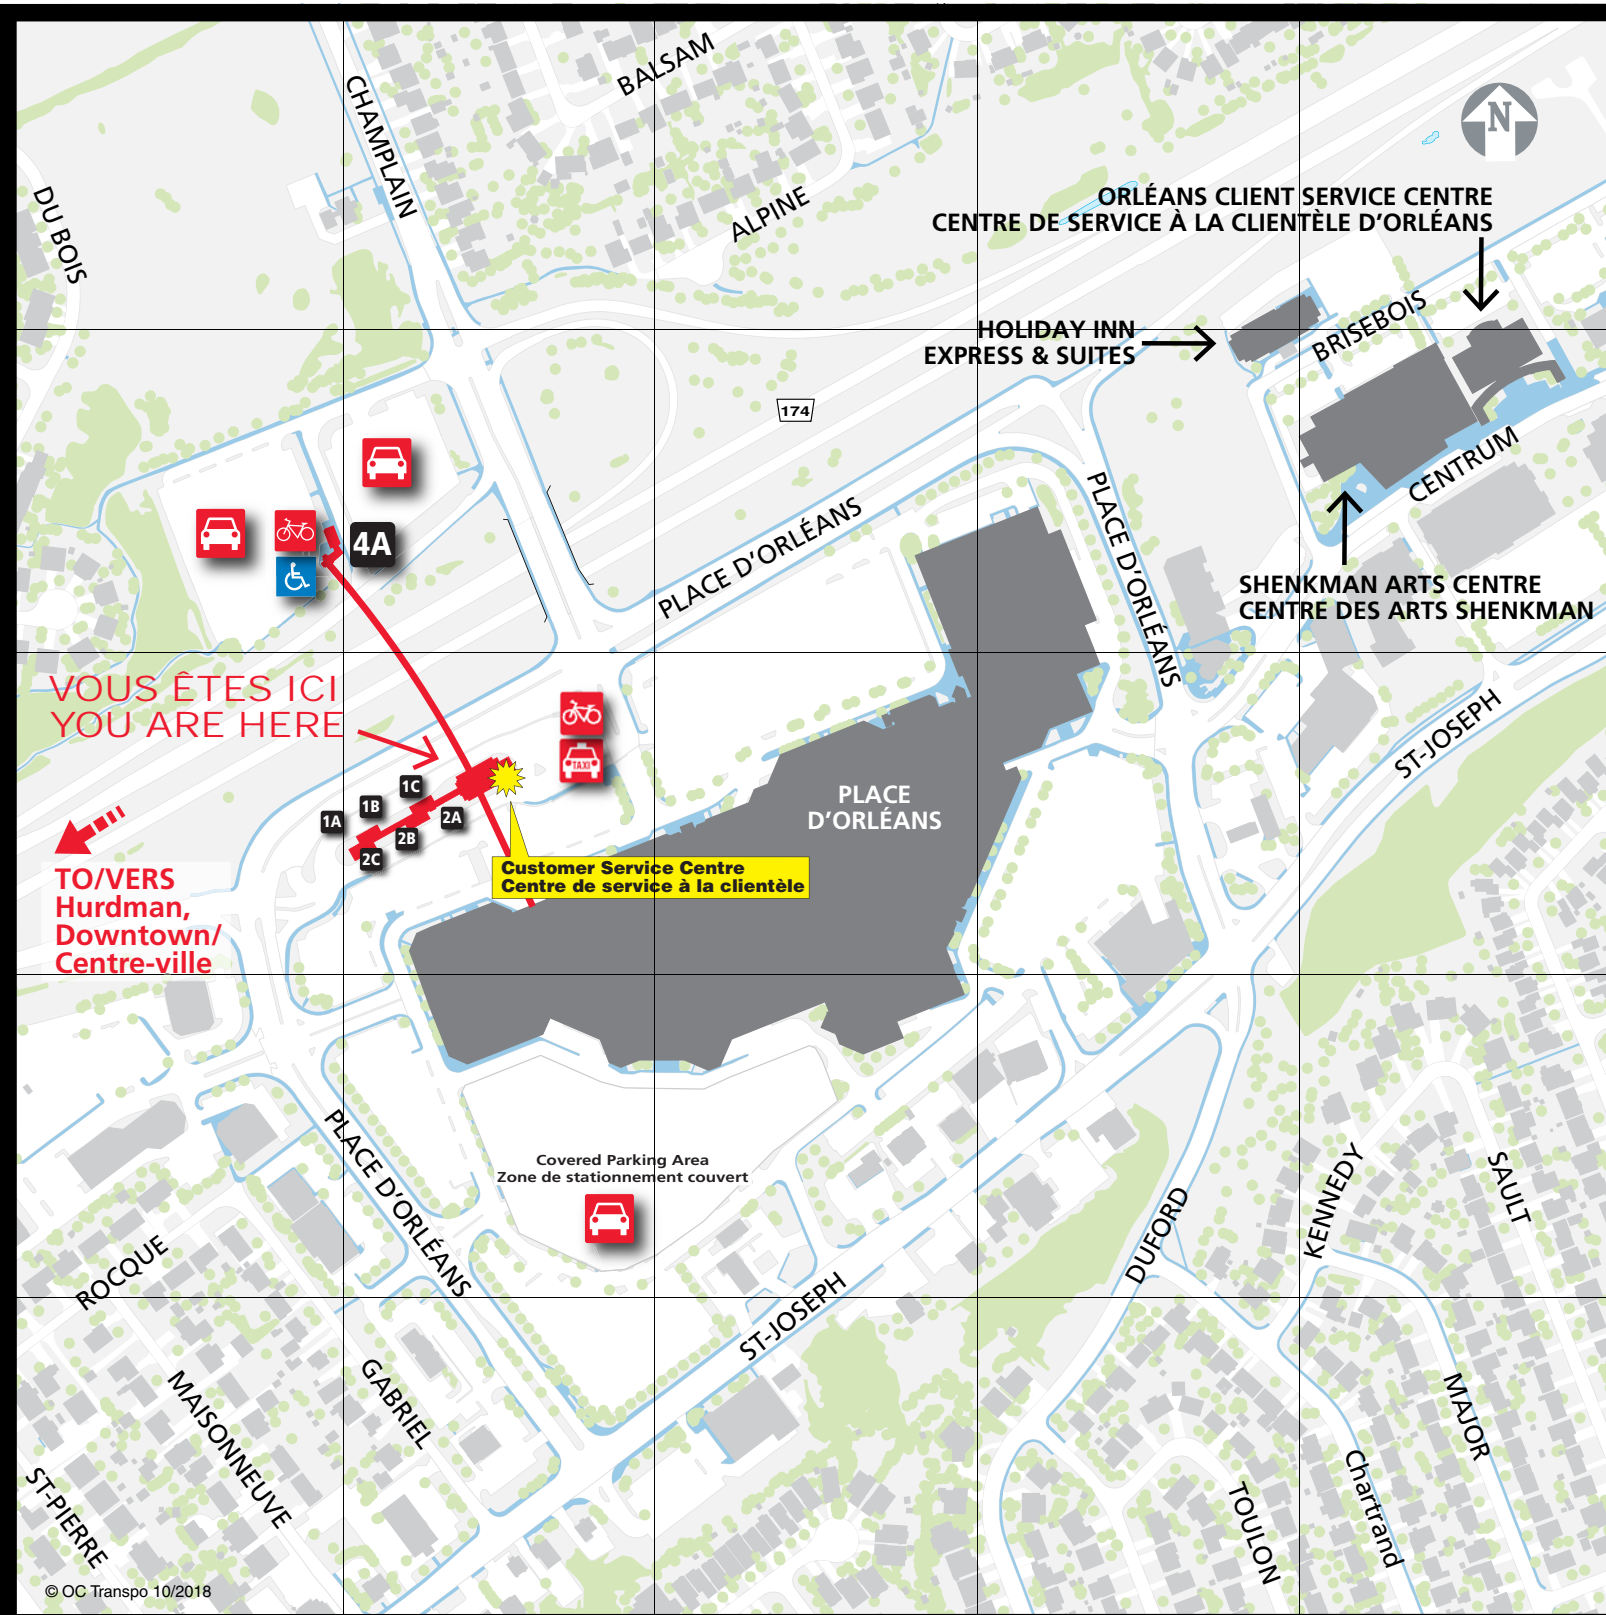 BALSAM
CHAMPLAIN
N
DU BOIS
ALPINE
ORLÉANS CLIENT SERVICE CENTRE
CENTRE DE SERVICE À LA CLIENTÈLE D'ORLÉANS
BRISEBOIS
HOLIDAY INN
EXPRESS & SUITES
174
CENTRUM
PLACE D'ORLÉANS
PLACE D'ORLÉANS
4A
SHENKMAN ARTS CENTRE
CENTRE DES ARTS SHENKMAN
VOUS ÊTES ICI
YOU ARE HERE
ST-JOSEPH
TAXI
1C
1B
1A
2A
2B
2C
PLACE
D'ORLÉANS
Customer Service Centre
Centre de service à la clientèle
TO/VERS
Hurdman,
Downtown/
Centre-ville
PLACE D'ORLÉANS
Covered Parking Area
Zone de stationnement couvert
KENNEDY
SAULT
DUFORD
ROCQUE
ST-JOSEPH
GABRIEL
MAISONNEUVE
MAJOR
Chartrand
TOULON
ST-PIERRE
© OC Transpo 10/2018